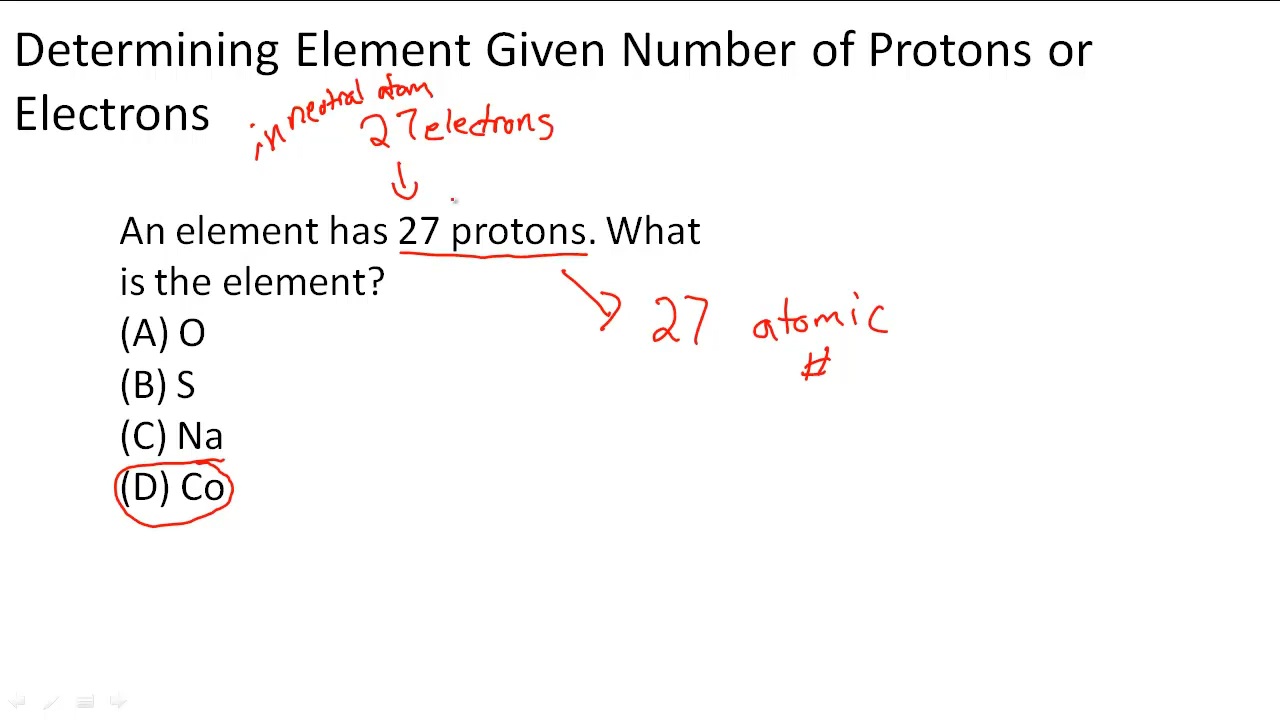 Determining Element Given Number of Protons or
Electrons
in neutral atom
27 electrons
An element has 27 protons. What
is the element?
27 atomic
#
(A) O
(B) S
(C) Na
(D) Co